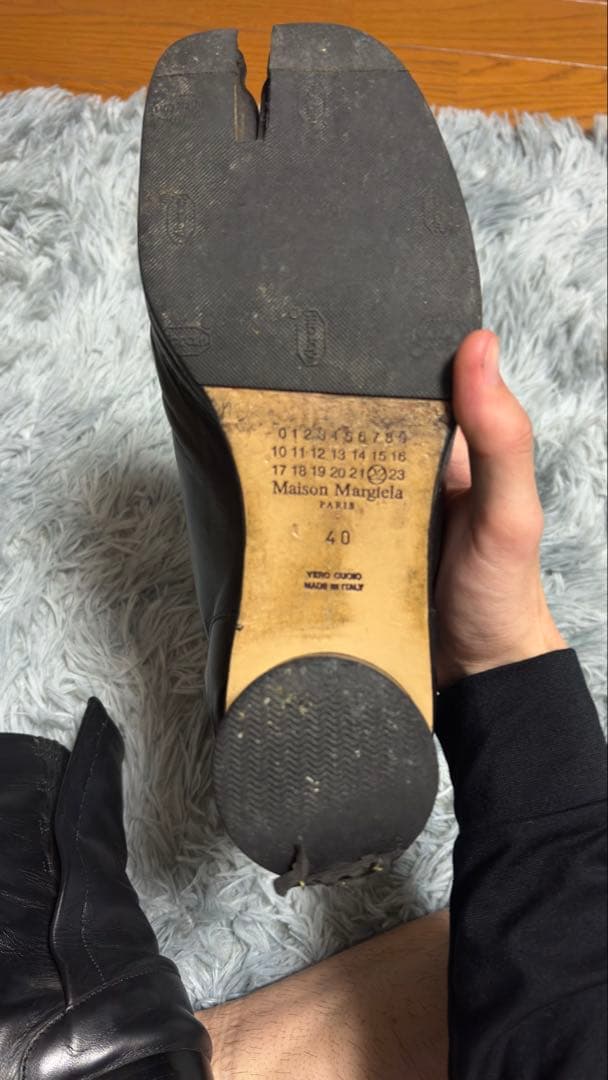 vibram
0 1 2 3 4 5 6 7 8 9
10 11 12 13 14 15 16
17 18 19 20 21 22 23
Maison Margiela
PARIS
40
VERO CUOIO
MADE IN ITALY